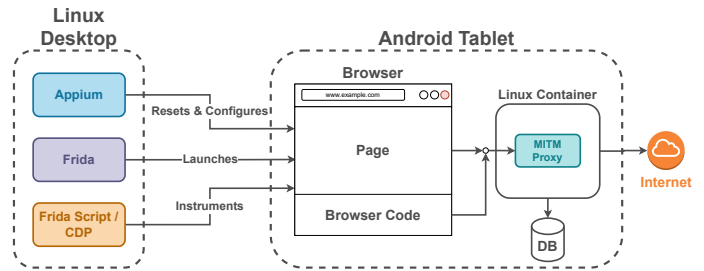 Linux
Desktop
Android Tablet
Browser
Appium
Resets & Configures
www.example.com
Linux Container
Frida
Launches
Page
MITM
Proxy
Internet
Frida Script /
CDP
Instruments
Browser Code
DB